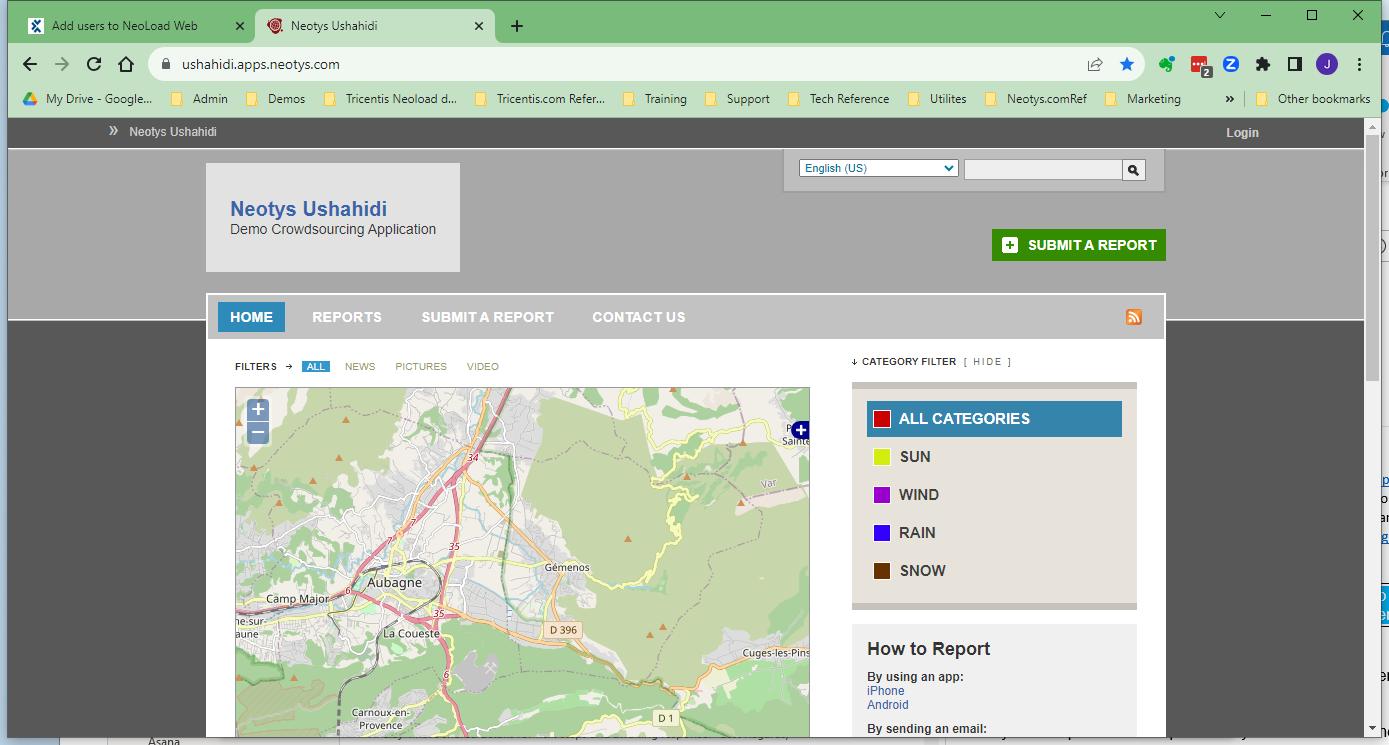 Add users to NeoLoad Web
Neotys Ushahidi
ushahidi.apps.neotys.com
2
J
My Drive - Google...
Admin
Demos
Tricentis Neoload d...
Tricentis.com Refer...
Training
Support
Tech Reference
Utilites
Neotys.comRef
Marketing
»
Other bookmarks
» Neotys Ushahidi
Login
English (US)
Neotys Ushahidi
Demo Crowdsourcing Application
SUBMIT A REPORT
HOME
REPORTS
SUBMIT A REPORT
CONTACT US
FILTERS → ALL NEWS PICTURES VIDEO
↓ CATEGORY FILTER [ HIDE ]
ALL CATEGORIES
SUN
WIND
RAIN
SNOW
34
Var
7
35
7
Gémenos
Aubagne
6
Camp Major
35
La Coueste
D 396
Cuges-les-Pins
6
Carnoux-en-
Provence
D 1
How to Report
By using an app:
iPhone
Android
By sending an email:
Asana